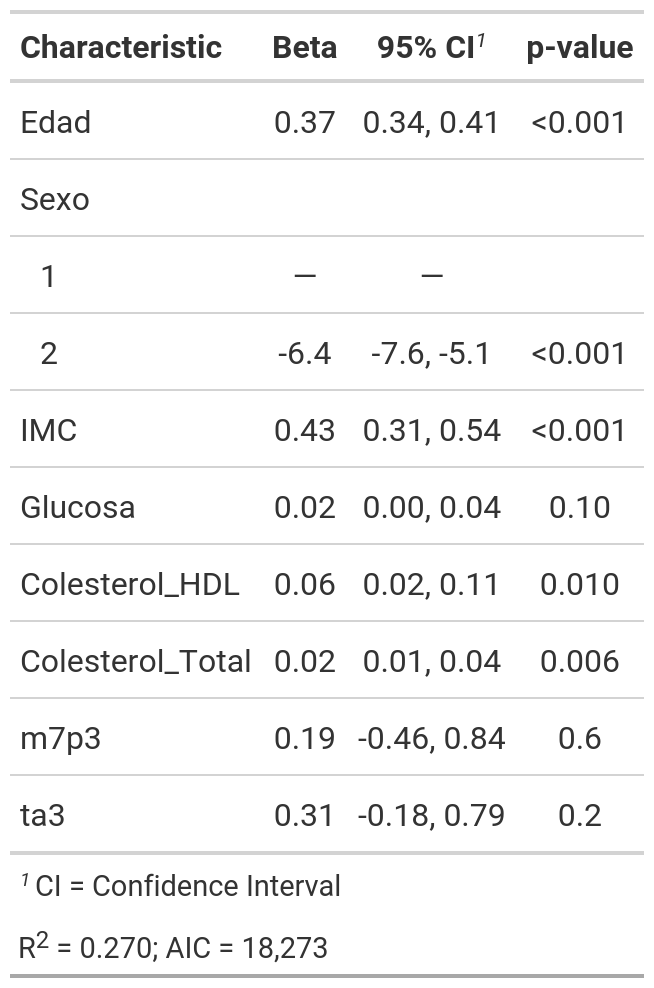 Characteristic Beta 95% CI¹ p-value
Edad 0.37 0.34, 0.41 <0.001
Sexo
1 — —
2 -6.4 -7.6, -5.1 <0.001
IMC 0.43 0.31, 0.54 <0.001
Glucosa 0.02 0.00, 0.04 0.10
Colesterol_HDL 0.06 0.02, 0.11 0.010
Colesterol_Total 0.02 0.01, 0.04 0.006
m7p3 0.19 -0.46, 0.84 0.6
ta3 0.31 -0.18, 0.79 0.2
¹ CI = Confidence Interval
R² = 0.270; AIC = 18,273